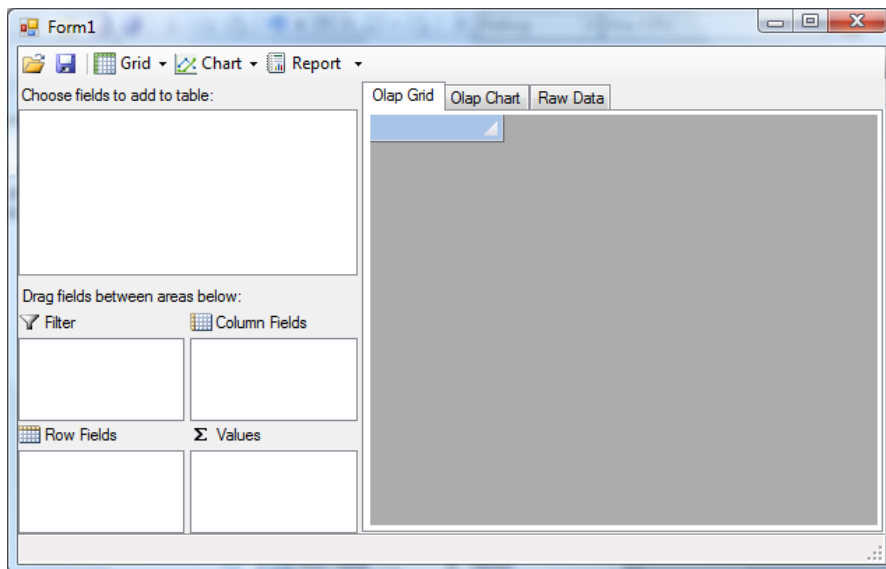 Form1
Grid Chart Report
Choose fields to add to table:
Olap Grid Olap Chart Raw Data
Drag fields between areas below:
Filter Column Fields
Row Fields Σ Values